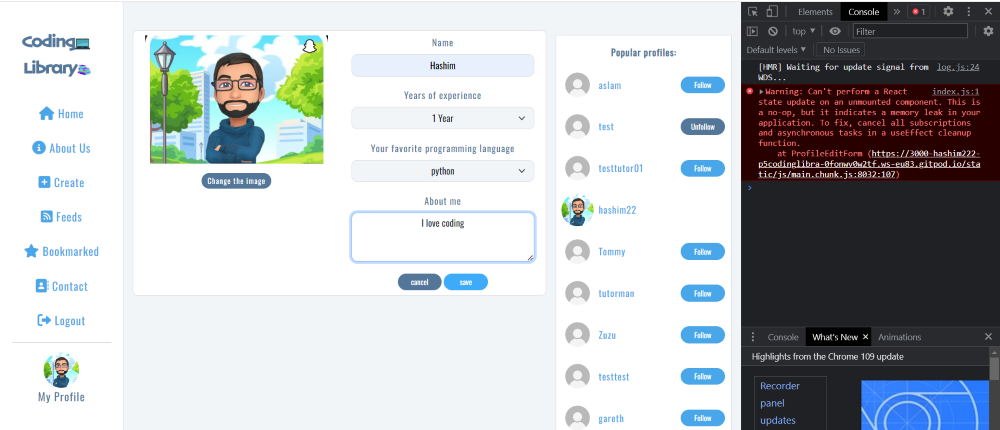 Coding
Library
Home
About Us
Create
Feeds
Bookmarked
Contact
Logout
My Profile
Change the image
Name
Hashim
Years of experience
1 Year
Your favorite programming language
python
About me
I love coding
cancel
save
Popular profiles:
aslam
Follow
test
Unfollow
testtutor01
Follow
hashim22
Tommy
Follow
tutorman
Follow
Zuzu
Follow
testtest
Follow
gareth
Follow
Elements
Console
»
1
top
Filter
Default levels
No Issues
[HMR] Waiting for update signal from log.js:24
WDS...
Warning: Can't perform a React index.js:1
state update on an unmounted component. This is
a no-op, but it indicates a memory leak in your
application. To fix, cancel all subscriptions
and asynchronous tasks in a useEffect cleanup
function.
at ProfileEditForm (https://3000-hashim222-
p5codinglibra-0fomwv0w2tf.ws-eu83.gitpod.io/sta
tic/js/main.chunk.js:8032:107)
Console
What's New
Animations
Highlights from the Chrome 109 update
Recorder
panel
updates